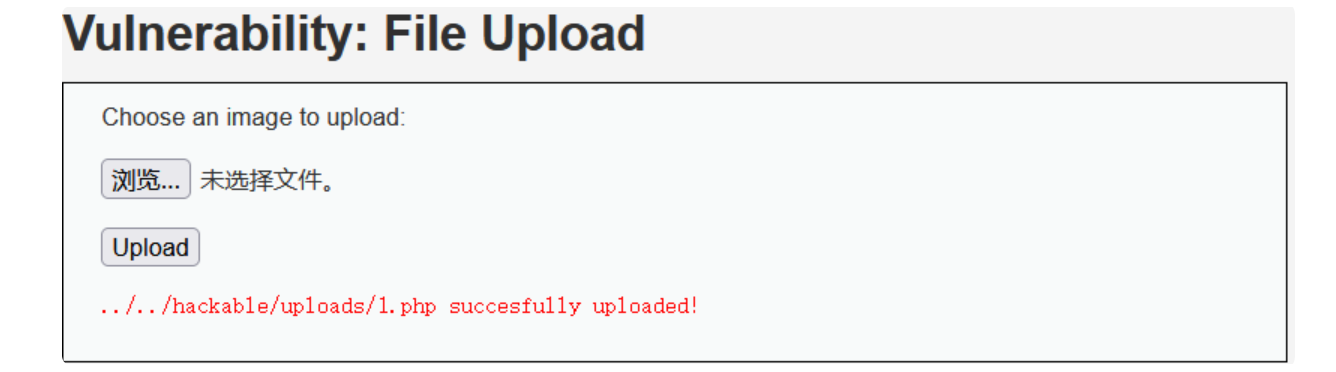 Vulnerability: File Upload
Choose an image to upload:
浏览... 未选择文件。
Upload
../../hackable/uploads/1.php succesfully uploaded!